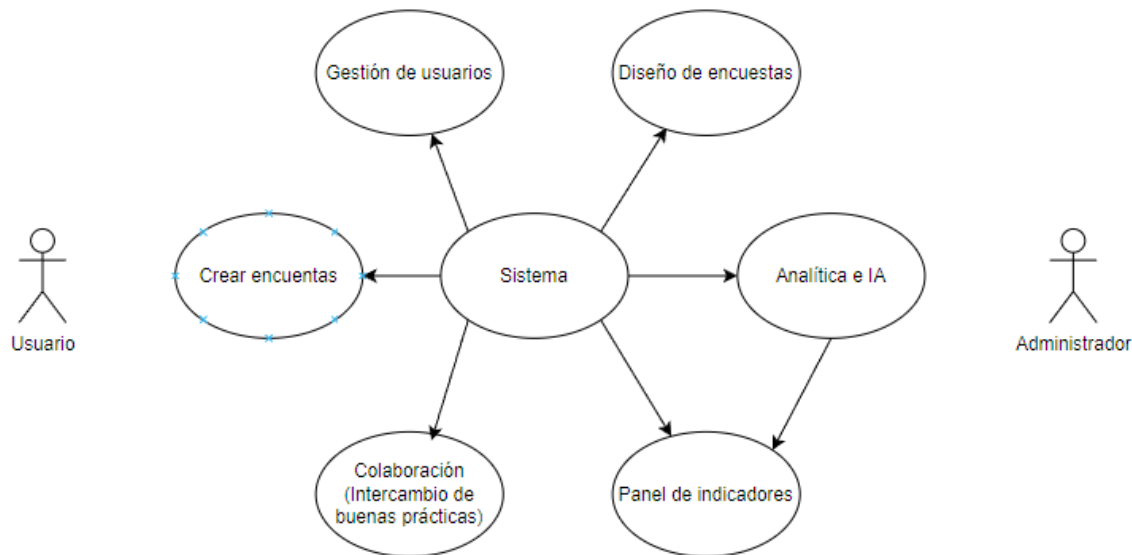 Gestión de usuarios
Diseño de encuestas
Crear encuentas
Sistema
Analítica e IA
Usuario
Administrador
Colaboración
(Intercambio de
buenas prácticas)
Panel de indicadores